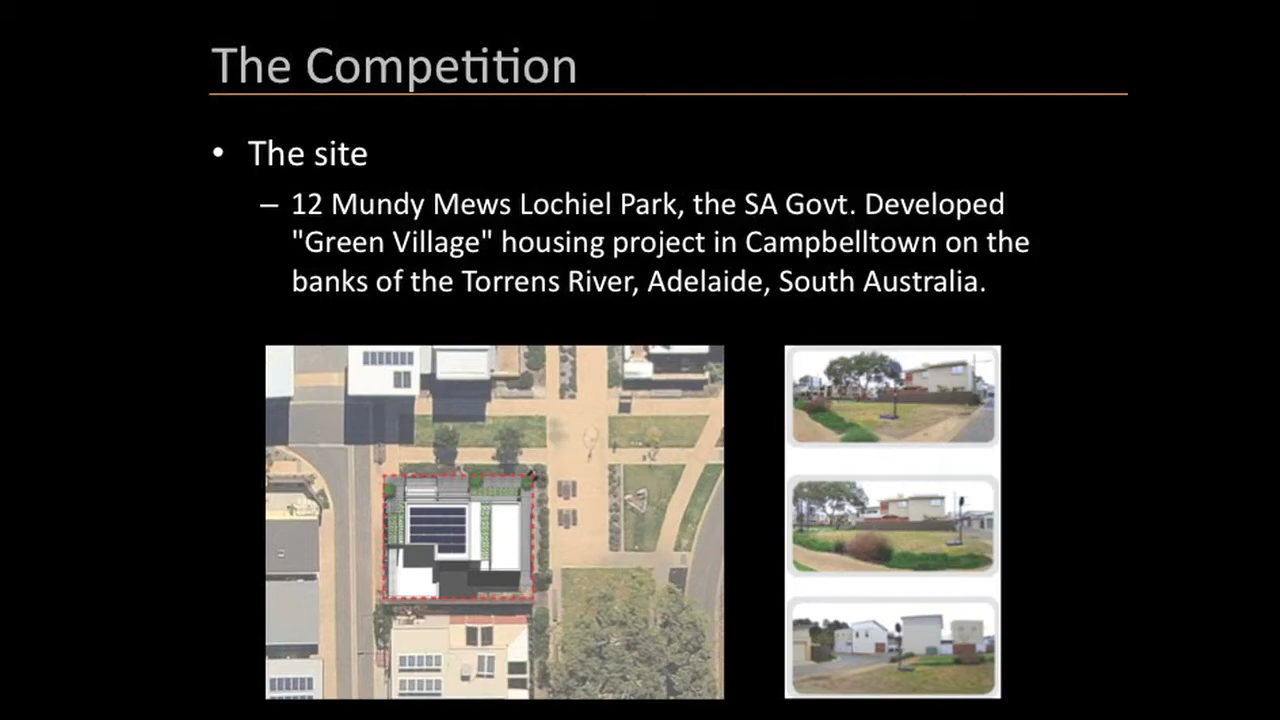 The Competition
• The site
– 12 Mundy Mews Lochiel Park, the SA Govt. Developed
"Green Village" housing project in Campbelltown on the
banks of the Torrens River, Adelaide, South Australia.